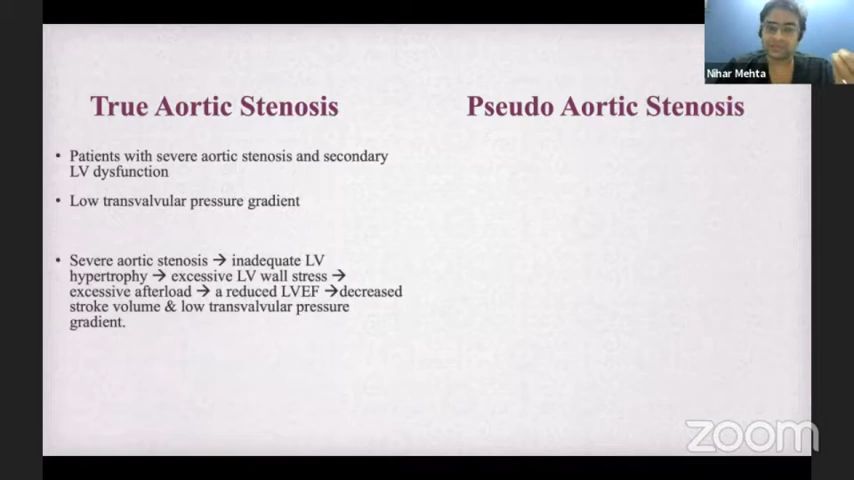 Nihar Mehta
True Aortic Stenosis
Pseudo Aortic Stenosis
• Patients with severe aortic stenosis and secondary
LV dysfunction
• Low transvalvular pressure gradient
• Severe aortic stenosis → inadequate LV
hypertrophy → excessive LV wall stress →
excessive afterload → a reduced LVEF →decreased
stroke volume & low transvalvular pressure
gradient.
zoom